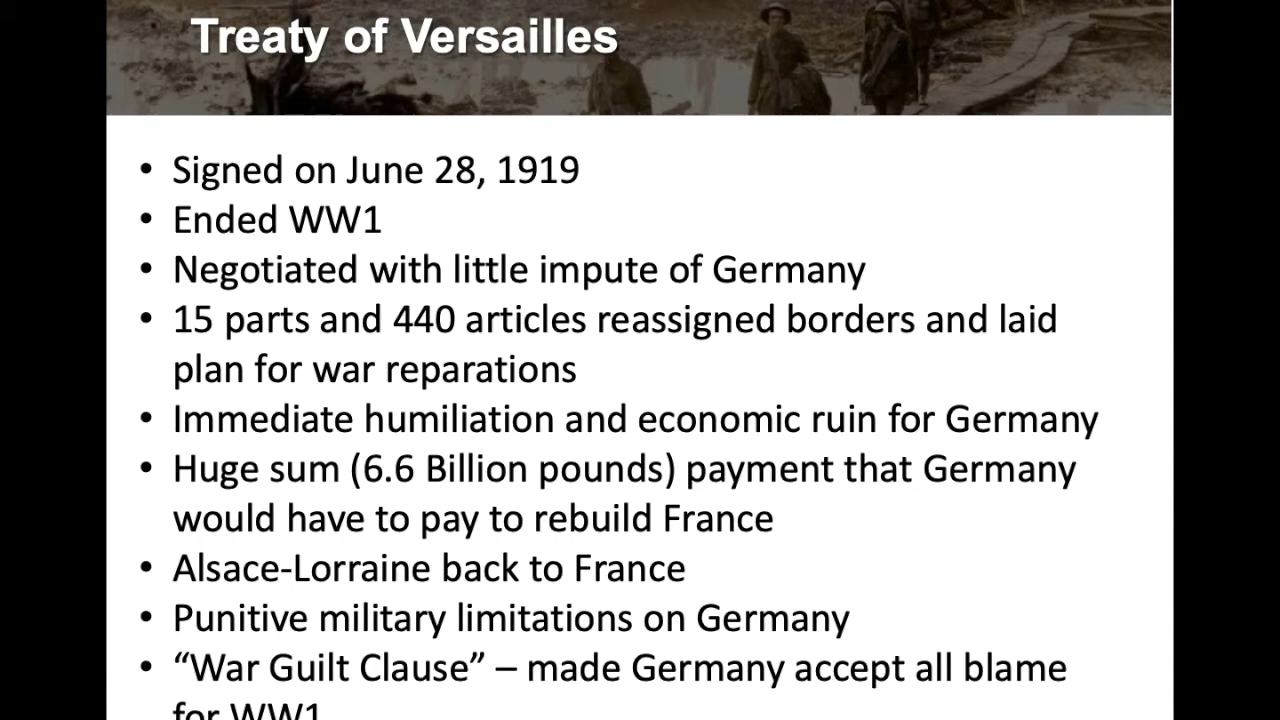 Treaty of Versailles
• Signed on June 28, 1919
• Ended WW1
• Negotiated with little impute of Germany
• 15 parts and 440 articles reassigned borders and laid
plan for war reparations
• Immediate humiliation and economic ruin for Germany
• Huge sum (6.6 Billion pounds) payment that Germany
would have to pay to rebuild France
• Alsace-Lorraine back to France
• Punitive military limitations on Germany
• “War Guilt Clause” – made Germany accept all blame
for WW1